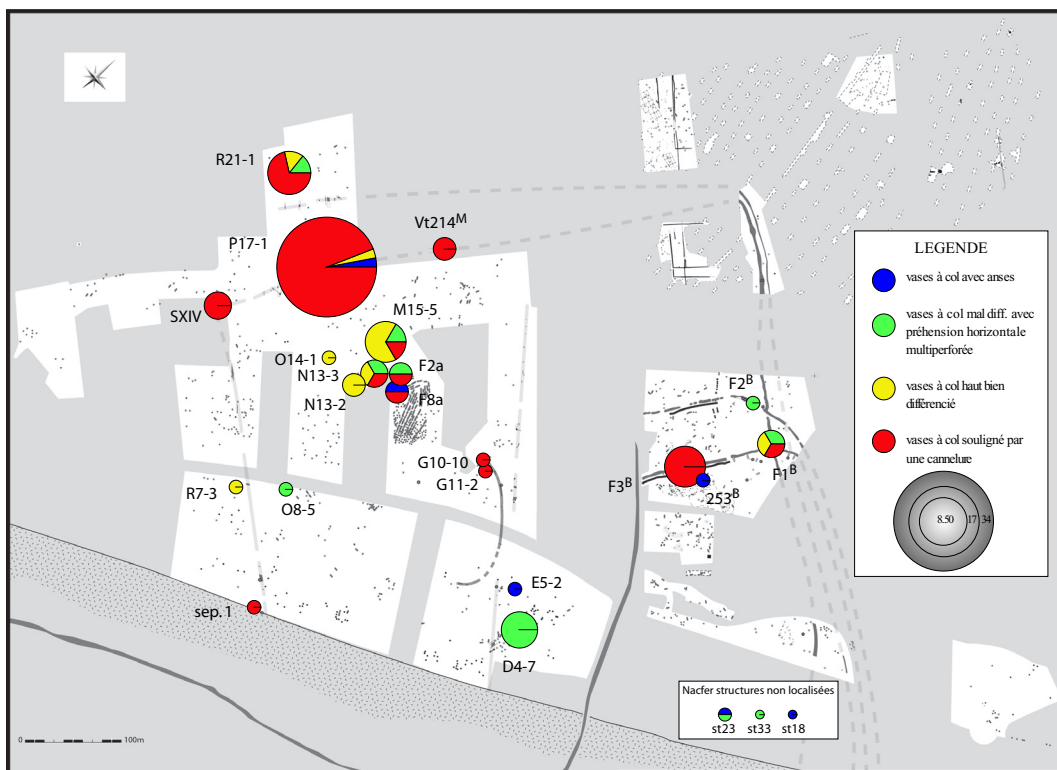 R21-1
P17-1
Vt214M
SXIV
M15-5
O14-1
N13-3
F2a
N13-2
F8a
G10-10
G11-2
R7-3
O8-5
E5-2
sep. 1
D4-7
F2B
F1B
F3B
253B
LEGENDE
vases à col avec anses
vases à col mal diff. avec
préhension horizontale
multiperforée
vases à col haut bien
différencié
vases à col souligné par
une cannelure
8.50 17 34
Nacfer structures non localisées
st23 st33 st18
0 100m